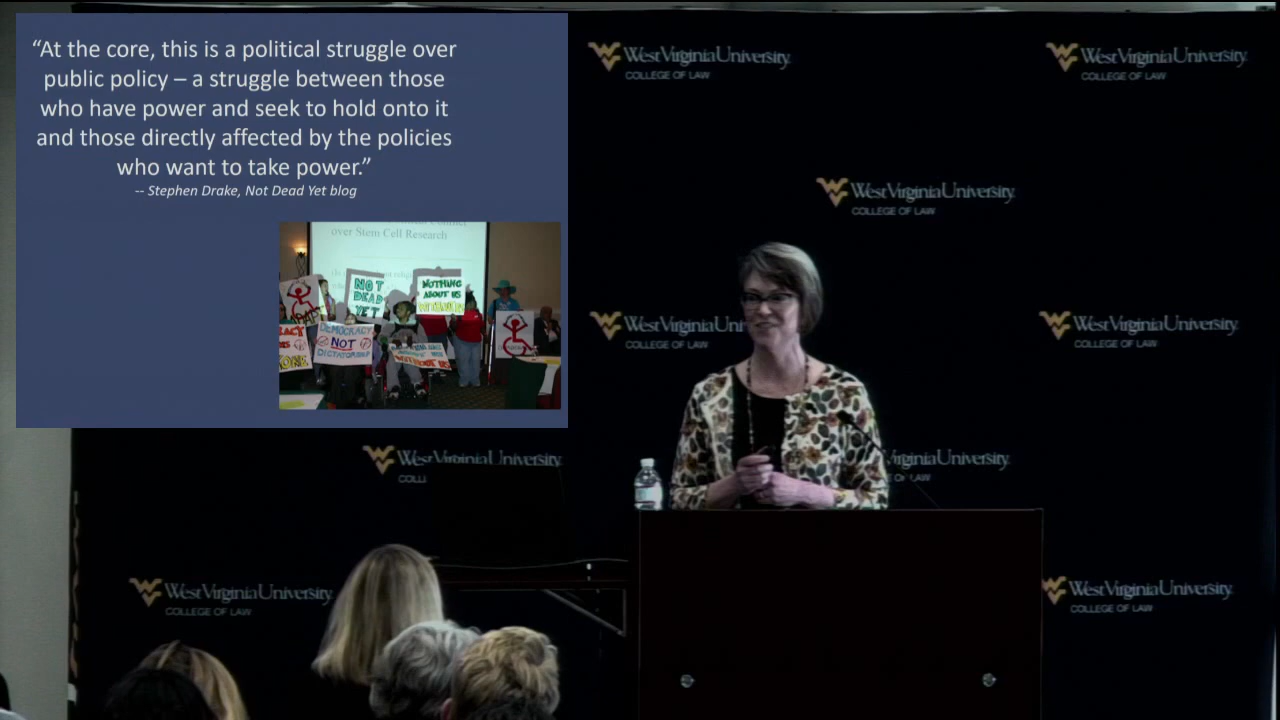 “At the core, this is a political struggle over
public policy – a struggle between those
who have power and seek to hold onto it
and those directly affected by the policies
who want to take power.”
-- Stephen Drake, Not Dead Yet blog
over Stem Cell Research
NOT
DEAD
YET
NOTHING
ABOUT US
WITHOUT
DEMOCRACY
NOT
DICTATORSHIP
West Virginia University
COLLEGE OF LAW
West Virginia University
COLLEGE OF LAW
West Virginia University
COLLEGE OF LAW
West Virginia
COLLEGE OF LAW
West Virginia University
COLLEGE OF LAW
West Virginia University
COLL
Virginia University
OF LAW
West Virginia University
COLLEGE OF LAW
West Virginia University
COLLEGE OF LAW